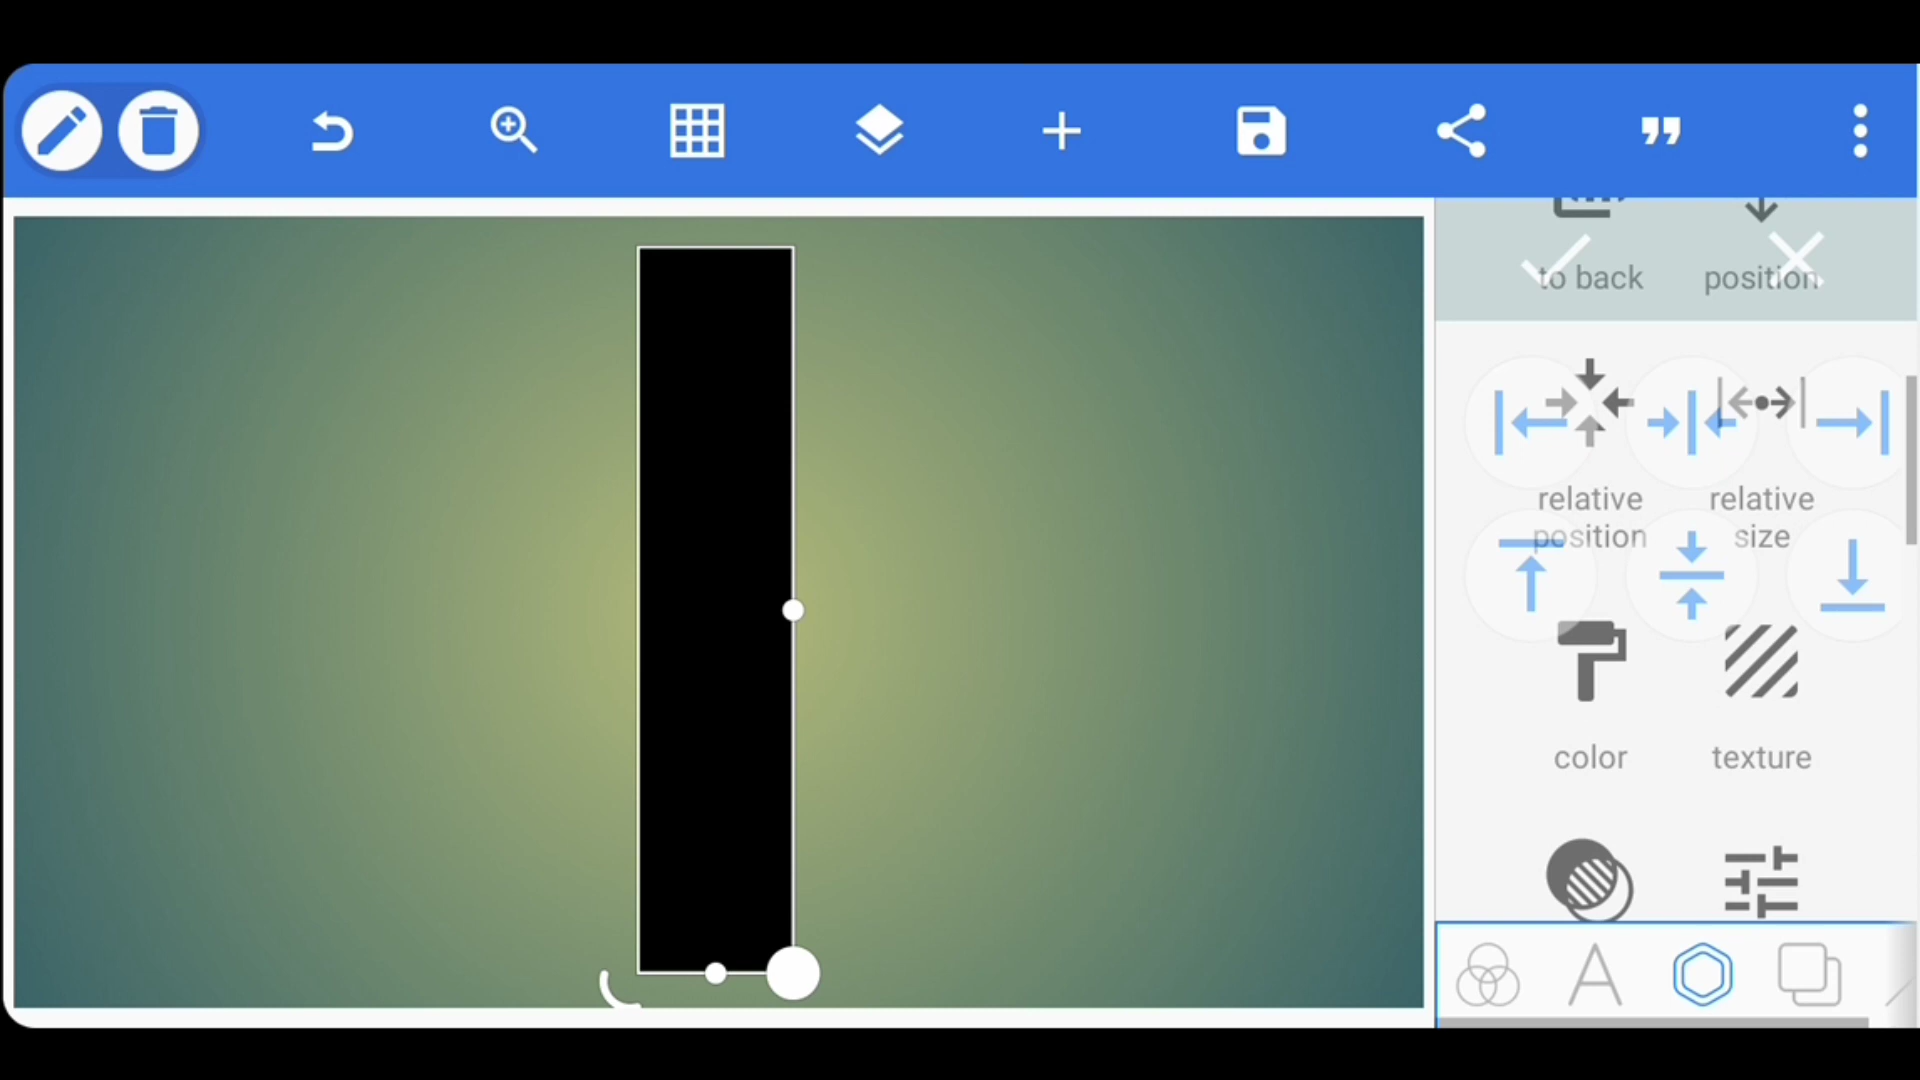 to back
position
relative
position
relative
size
color
texture